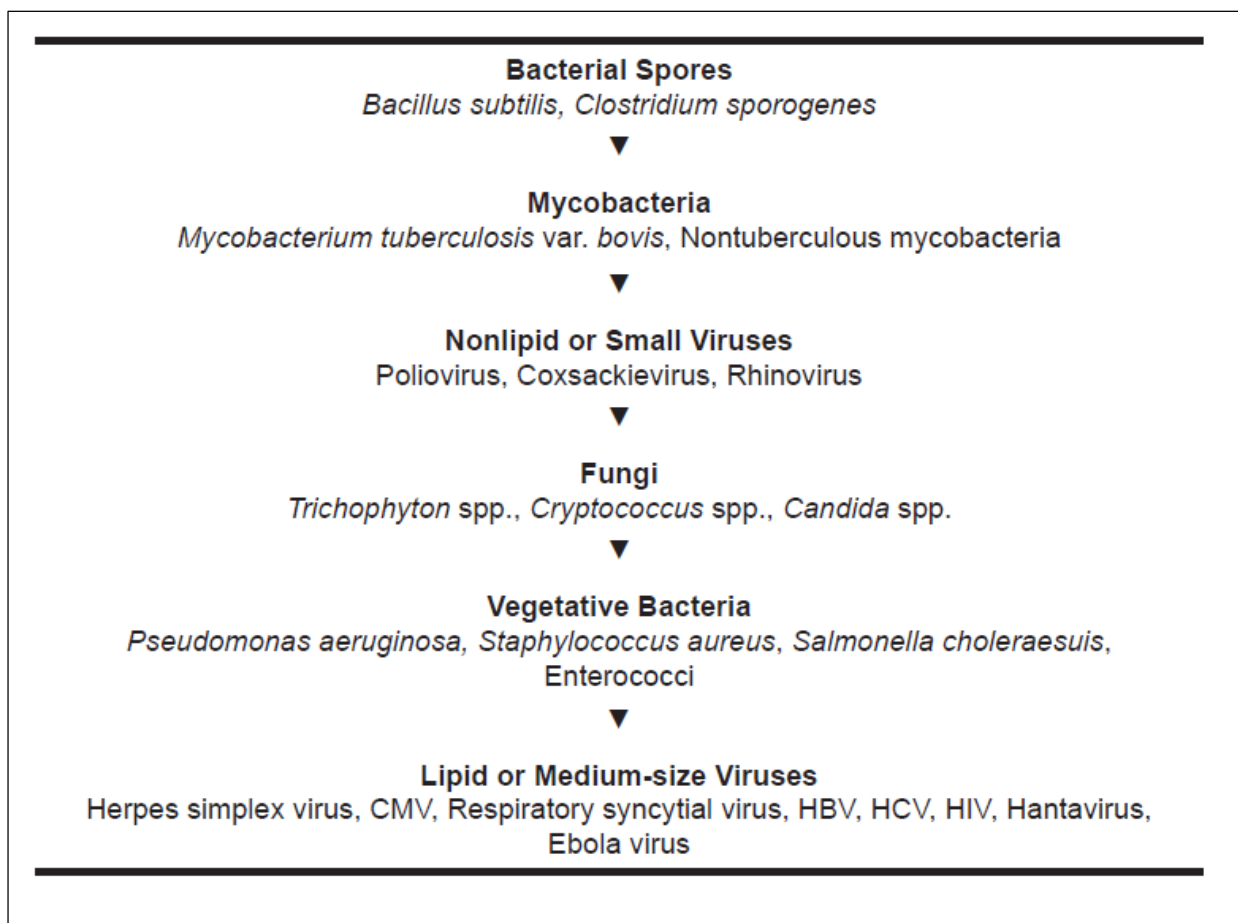 Bacterial Spores
Bacillus subtilis, Clostridium sporogenes
▼
Mycobacteria
Mycobacterium tuberculosis var. bovis, Nontuberculous mycobacteria
▼
Nonlipid or Small Viruses
Poliovirus, Coxsackievirus, Rhinovirus
▼
Fungi
Trichophyton spp., Cryptococcus spp., Candida spp.
▼
Vegetative Bacteria
Pseudomonas aeruginosa, Staphylococcus aureus, Salmonella choleraesuis,
Enterococci
▼
Lipid or Medium-size Viruses
Herpes simplex virus, CMV, Respiratory syncytial virus, HBV, HCV, HIV, Hantavirus,
Ebola virus